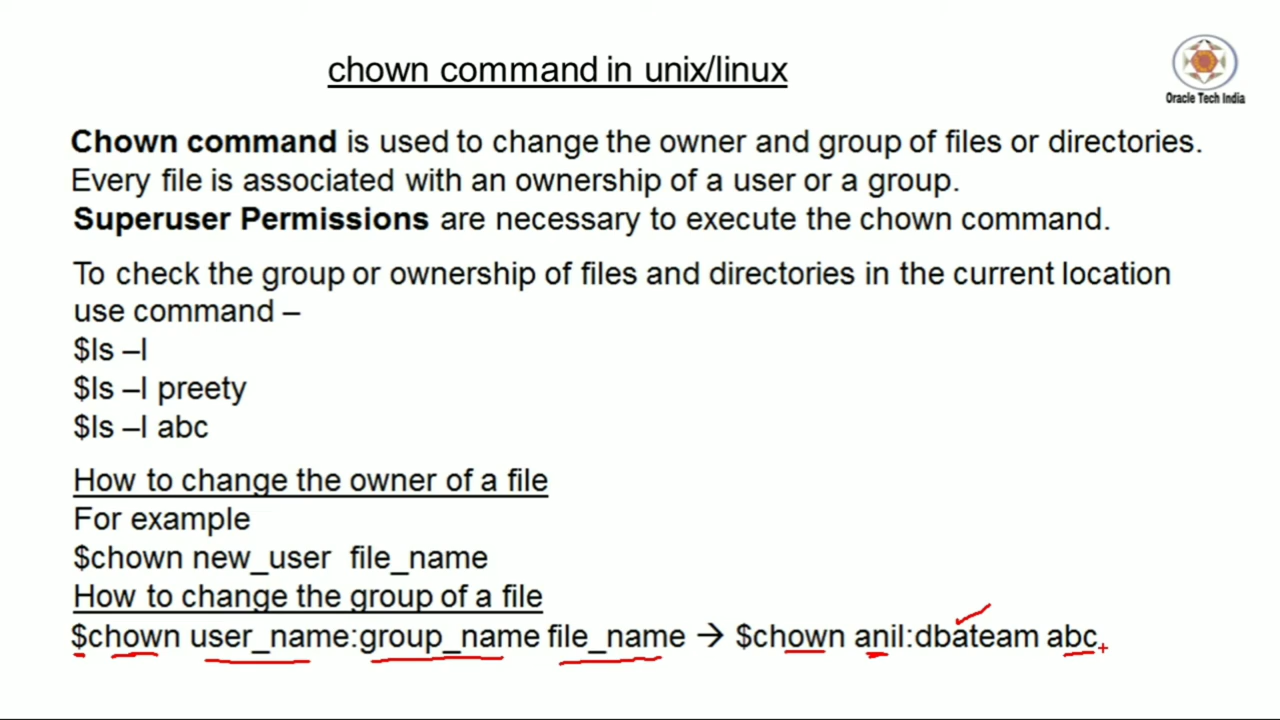 chown command in unix/linux
Oracle Tech India
Chown command is used to change the owner and group of files or directories.
Every file is associated with an ownership of a user or a group.
Superuser Permissions are necessary to execute the chown command.
To check the group or ownership of files and directories in the current location
use command –
$ls –l
$ls –l preety
$ls –l abc
How to change the owner of a file
For example
$chown new_user file_name
How to change the group of a file
$chown user_name:group_name file_name → $chown anil:dbateam abc